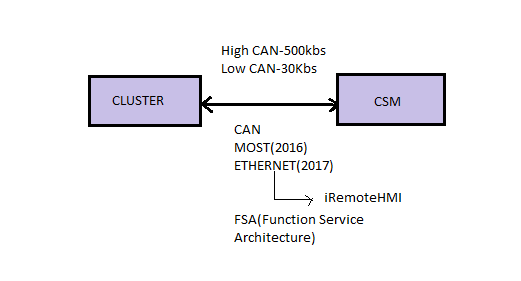 High CAN-500kbs
Low CAN-30Kbs
CLUSTER
CSM
CAN
MOST(2016)
ETHERNET(2017)
iRemoteHMI
FSA(Function Service
Architecture)